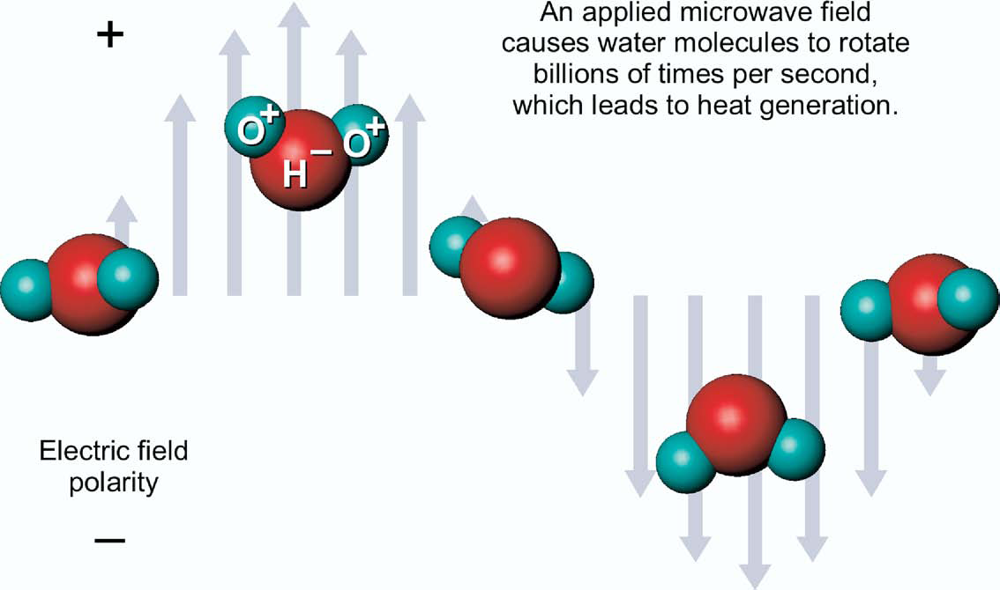 +
An applied microwave field
causes water molecules to rotate
billions of times per second,
which leads to heat generation.
O+
O+
H–
Electric field
polarity
–